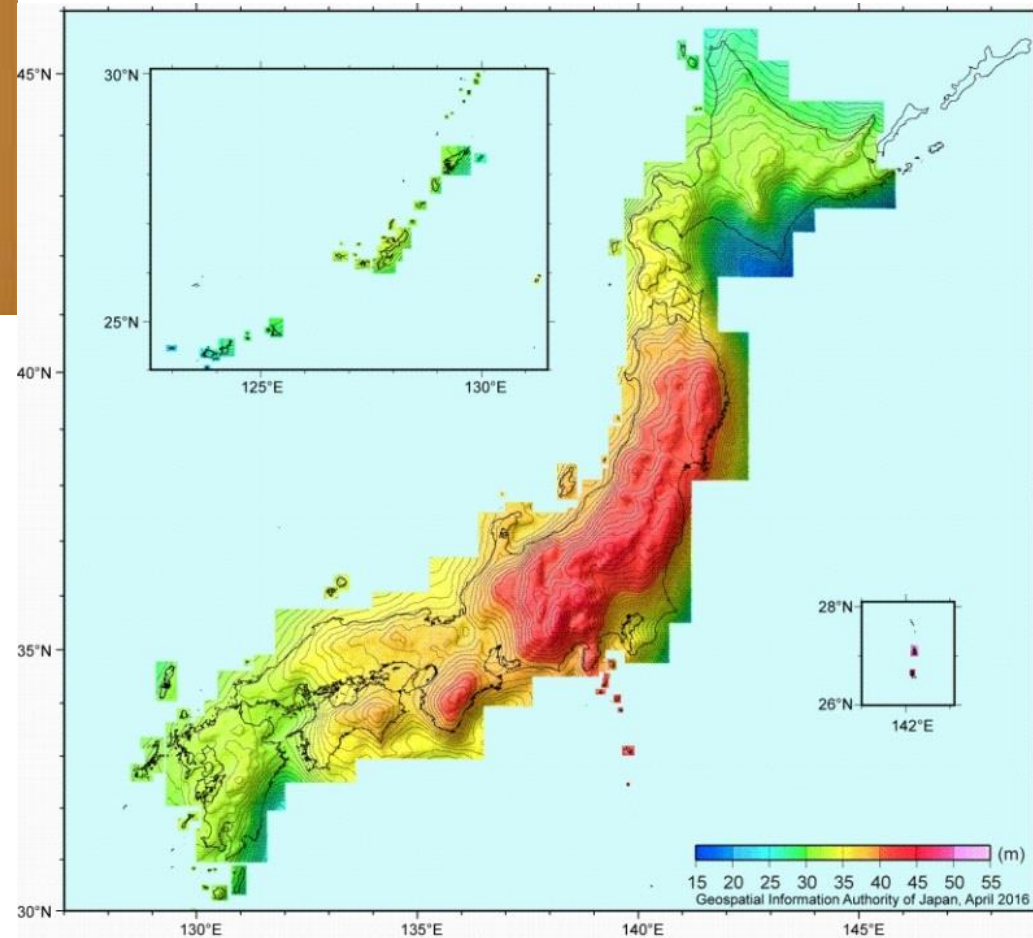 45°N
40°N
35°N
30°N
130°E
135°E
140°E
145°E
30°N
25°N
125°E
130°E
28°N
26°N
142°E
(m)
15 20 25 30 35 40 45 50 55
Geospatial Information Authority of Japan, April 2016